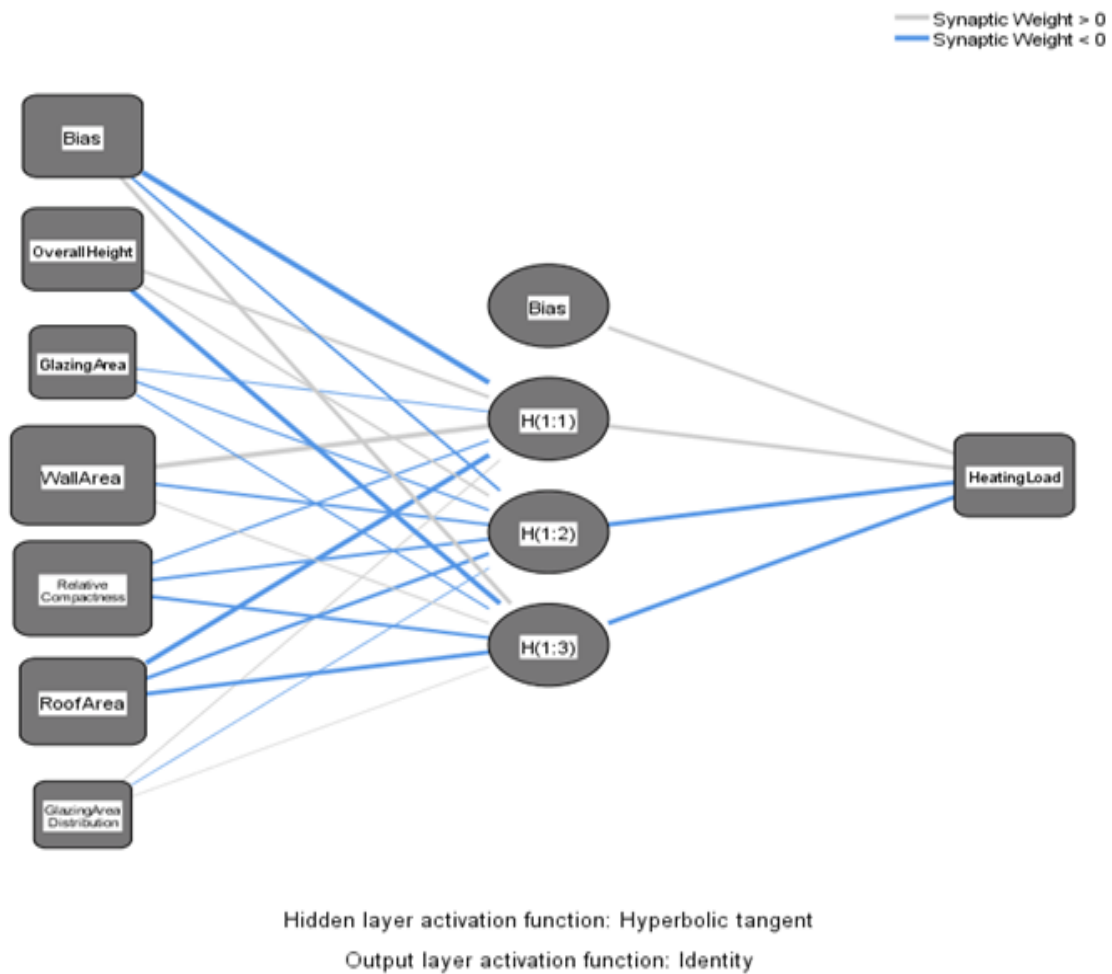 Synaptic Weight > 0
Synaptic Weight < 0
Bias
OverallHeight
GlazingArea
WallArea
Relative
Compactness
RoofArea
GlazingArea
Distribution
Bias
H(1:1)
H(1:2)
H(1:3)
HeatingLoad
Hidden layer activation function: Hyperbolic tangent
Output layer activation function: Identity